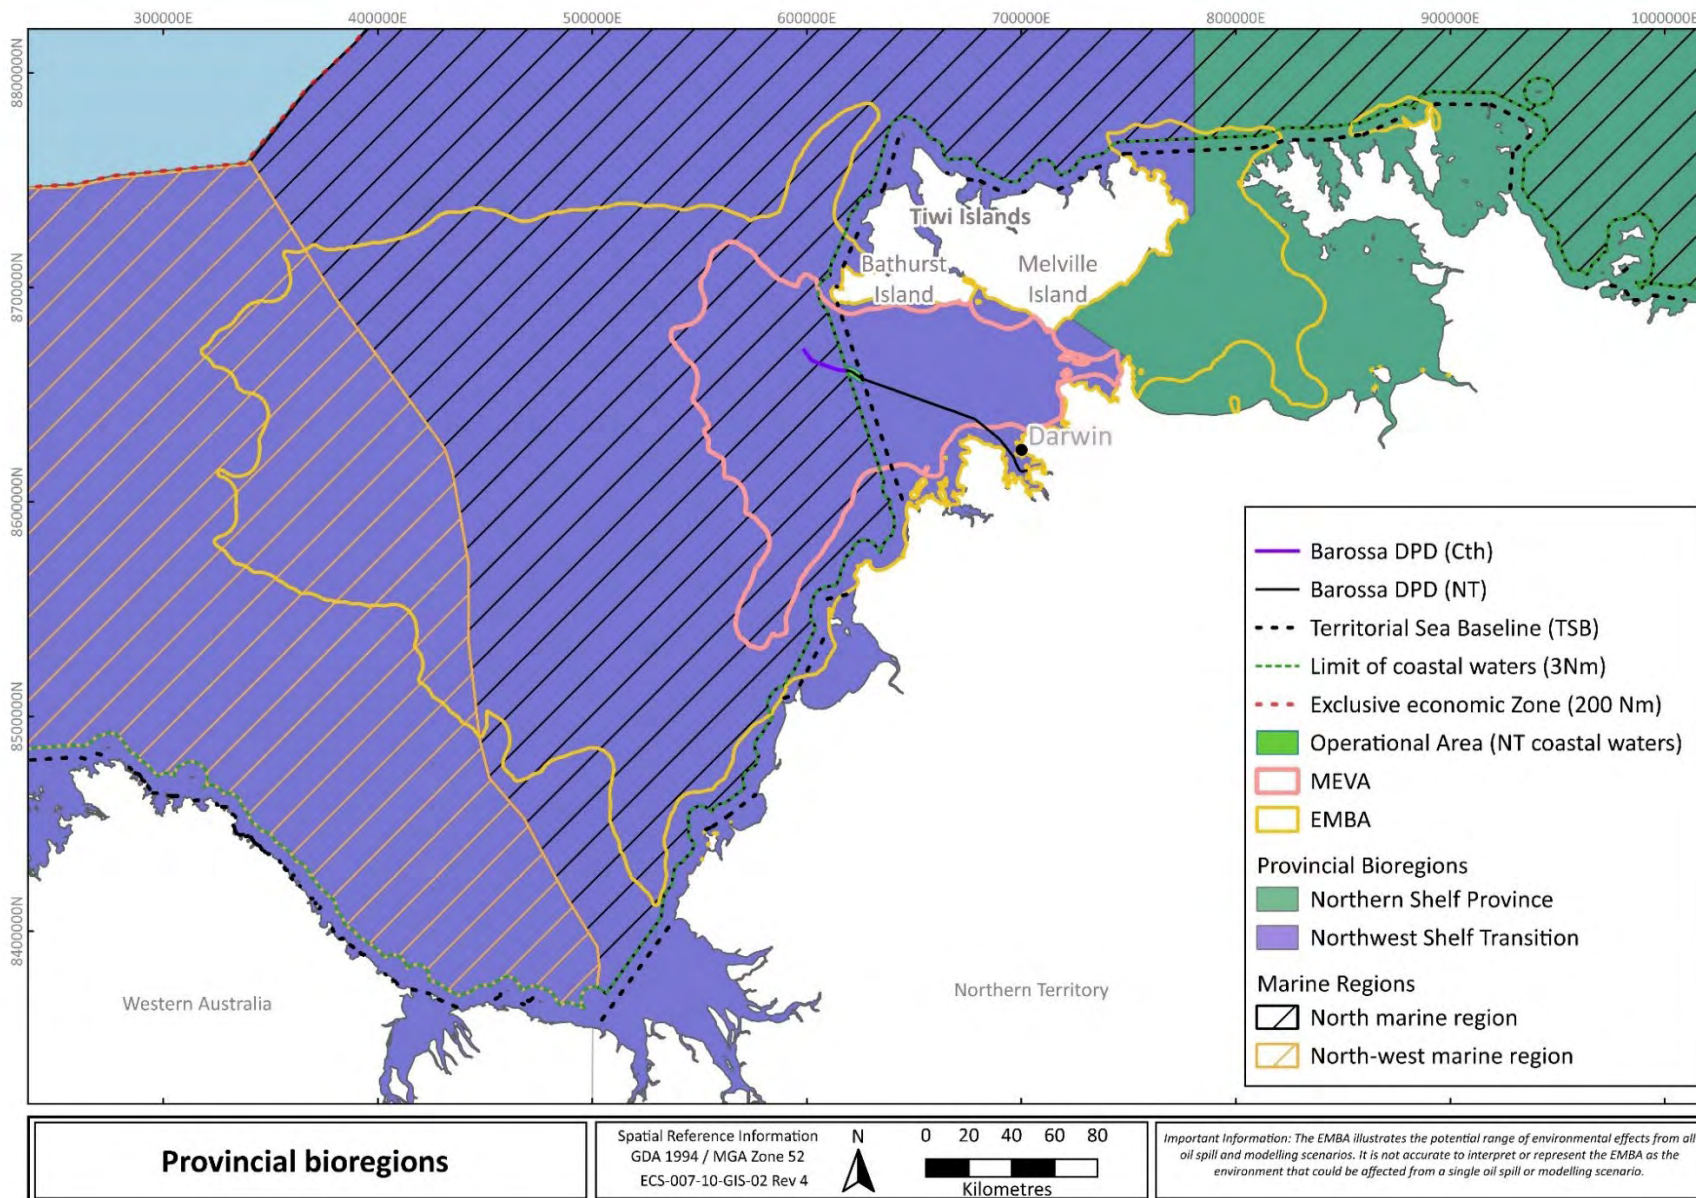 300000E 400000E 500000E 600000E 700000E 800000E 900000E 1000000E
8800000N
8700000N
8600000N
8500000N
8400000N
Tiwi Islands
Bathurst
Island
Melville
Island
Darwin
Western Australia
Northern Territory
Barossa DPD (Cth)
Barossa DPD (NT)
Territorial Sea Baseline (TSB)
Limit of coastal waters (3Nm)
Exclusive economic Zone (200 Nm)
Operational Area (NT coastal waters)
MEVA
EMBA
Provincial Bioregions
Northern Shelf Province
Northwest Shelf Transition
Marine Regions
North marine region
North-west marine region
Provincial bioregions
Spatial Reference Information
GDA 1994 / MGA Zone 52
ECS-007-10-GIS-02 Rev 4
N
0 20 40 60 80
Kilometres
Important Information: The EMBA illustrates the potential range of environmental effects from all
oil spill and modelling scenarios. It is not accurate to interpret or represent the EMBA as the
environment that could be affected from a single oil spill or modelling scenario.